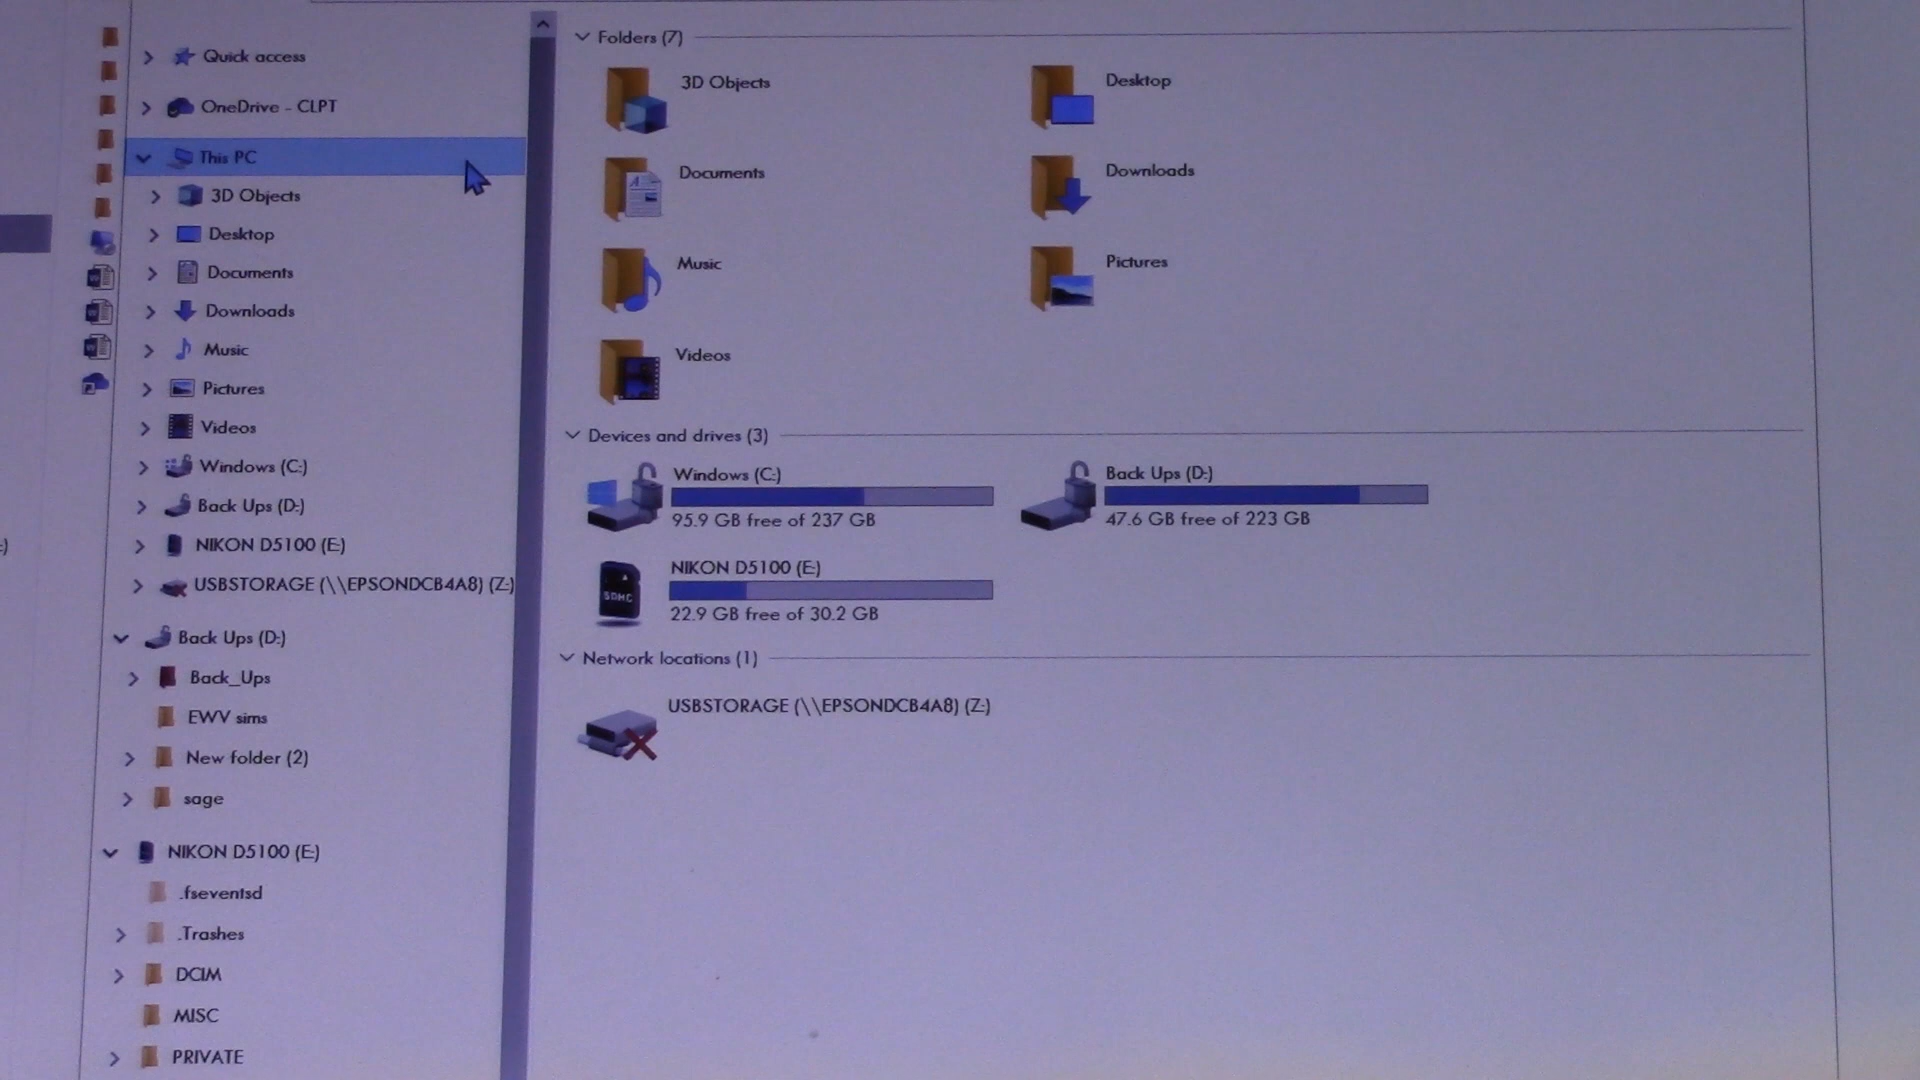 Quick access
OneDrive - CLPT
This PC
3D Objects
Desktop
Documents
Downloads
Music
Pictures
Videos
Windows (C:)
Back Ups (D:)
NIKON D5100 (E:)
USBSTORAGE (\\EPSONDCB4A8) (Z:)
Back Ups (D:)
Back_Ups
EWV sims
New folder (2)
sage
NIKON D5100 (E:)
.fseventsd
.Trashes
DCIM
MISC
PRIVATE
:)
Folders (7)
3D Objects
Desktop
Documents
Downloads
Music
Pictures
Videos
Devices and drives (3)
Windows (C:)
95.9 GB free of 237 GB
Back Ups (D:)
47.6 GB free of 223 GB
SDHC
NIKON D5100 (E:)
22.9 GB free of 30.2 GB
Network locations (1)
USBSTORAGE (\\EPSONDCB4A8) (Z:)